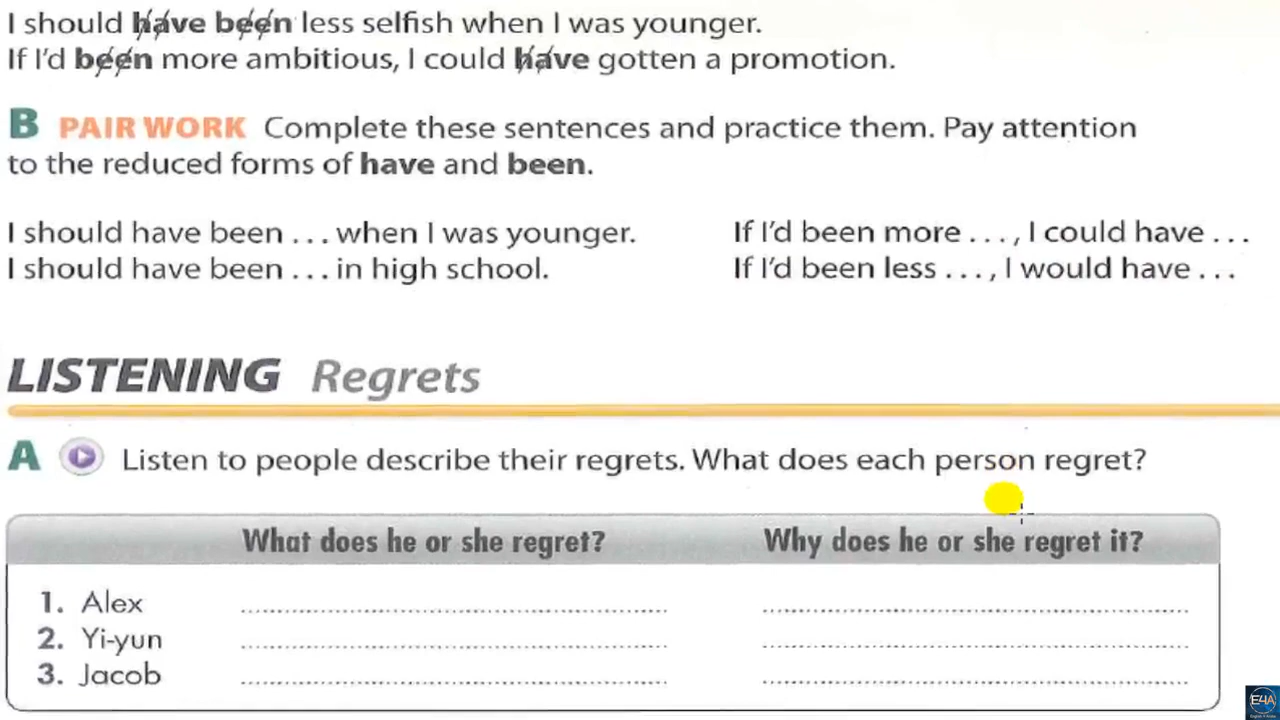 I should have been less selfish when I was younger.
If I'd been more ambitious, I could have gotten a promotion.
B PAIR WORK Complete these sentences and practice them. Pay attention
to the reduced forms of have and been.
I should have been ... when I was younger.
I should have been ... in high school.
If I'd been more ..., I could have ...
If I'd been less ..., I would have ...
LISTENING Regrets
A Listen to people describe their regrets. What does each person regret?
What does he or she regret? Why does he or she regret it?
1. Alex
2. Yi-yun
3. Jacob
E4A